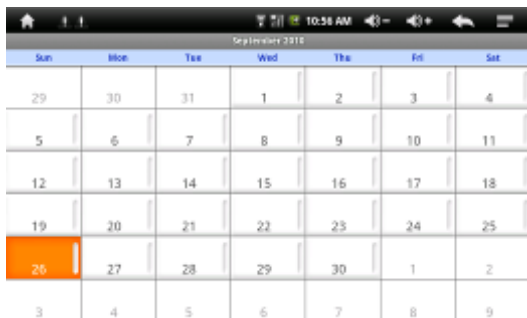 10:56 AM
September 2010
Sun Mon Tue Wed Thu Fri Sat
29 30 31 1 2 3 4
5 6 7 8 9 10 11
12 13 14 15 16 17 18
19 20 21 22 23 24 25
26 27 28 29 30 1 2
3 4 5 6 7 8 9